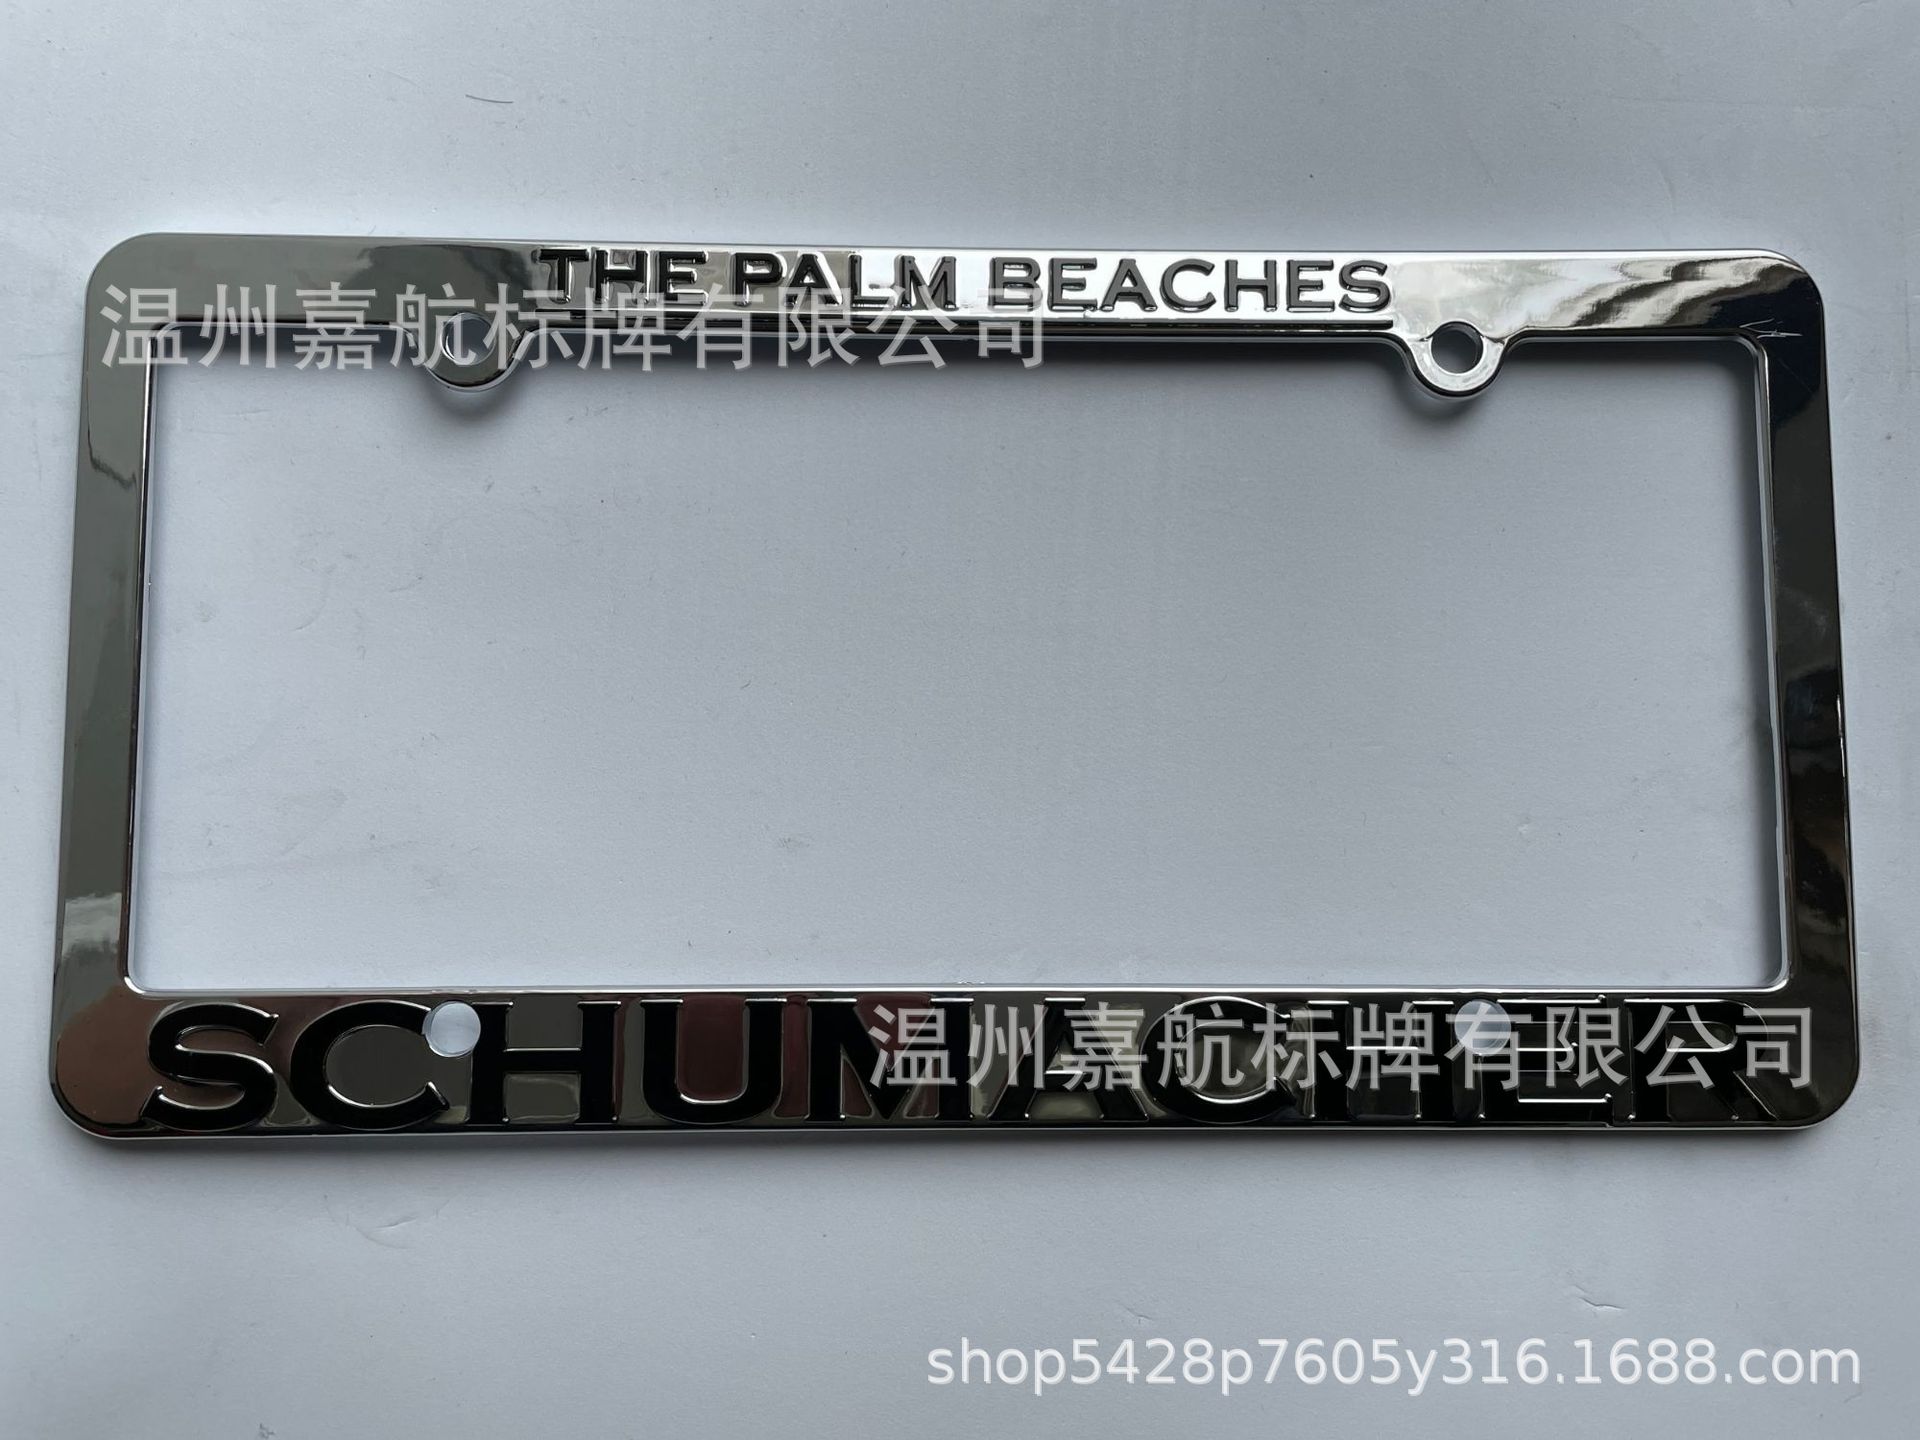 THE PALM BEACHES
温州嘉航标牌有限公司
SCHUMACHER
温州嘉航标牌有限公司
shop5428p7605y316.1688.com